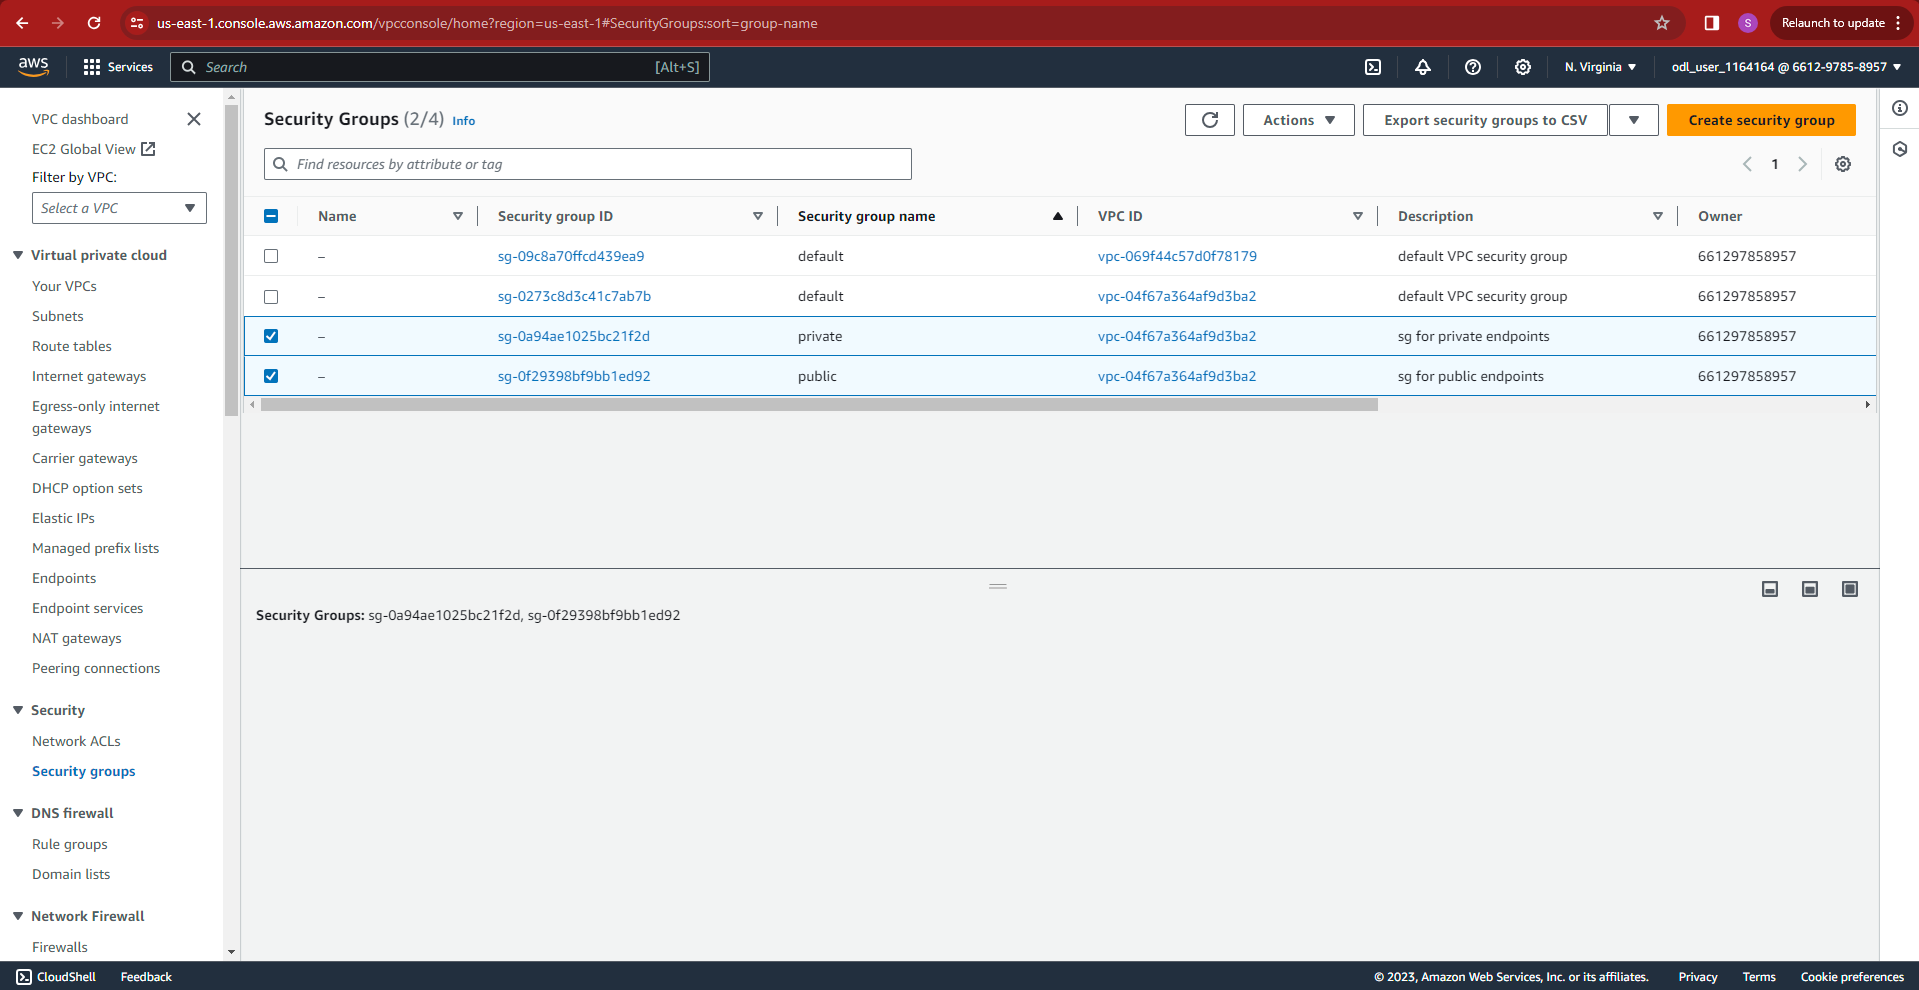 us-east-1.console.aws.amazon.com/vpcconsole/home?region=us-east-1#SecurityGroups:sort=group-name
S
Relaunch to update
aws
Services
Search
[Alt+S]
N. Virginia
odl_user_1164164 @ 6612-9785-8957
VPC dashboard
EC2 Global View
Filter by VPC:
Select a VPC
Virtual private cloud
Your VPCs
Subnets
Route tables
Internet gateways
Egress-only internet
gateways
Carrier gateways
DHCP option sets
Elastic IPs
Managed prefix lists
Endpoints
Endpoint services
NAT gateways
Peering connections
Security
Network ACLs
Security groups
DNS firewall
Rule groups
Domain lists
Network Firewall
Firewalls
Security Groups (2/4) Info
Actions
Export security groups to CSV
Create security group
Find resources by attribute or tag
1
Name Security group ID Security group name VPC ID Description Owner
– sg-09c8a70ffcd439ea9 default vpc-069f44c57d0f78179 default VPC security group 661297858957
– sg-0273c8d3c41c7ab7b default vpc-04f67a364af9d3ba2 default VPC security group 661297858957
– sg-0a94ae1025bc21f2d private vpc-04f67a364af9d3ba2 sg for private endpoints 661297858957
– sg-0f29398bf9bb1ed92 public vpc-04f67a364af9d3ba2 sg for public endpoints 661297858957
Security Groups: sg-0a94ae1025bc21f2d, sg-0f29398bf9bb1ed92
CloudShell
Feedback
© 2023, Amazon Web Services, Inc. or its affiliates.
Privacy
Terms
Cookie preferences